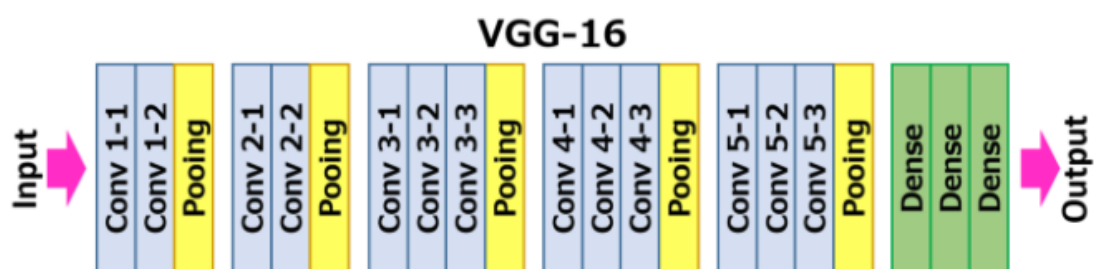 VGG-16
Input
Conv 1-1
Conv 1-2
Pooing
Conv 2-1
Conv 2-2
Pooing
Conv 3-1
Conv 3-2
Conv 3-3
Pooing
Conv 4-1
Conv 4-2
Conv 4-3
Pooing
Conv 5-1
Conv 5-2
Conv 5-3
Pooing
Dense
Dense
Dense
Output